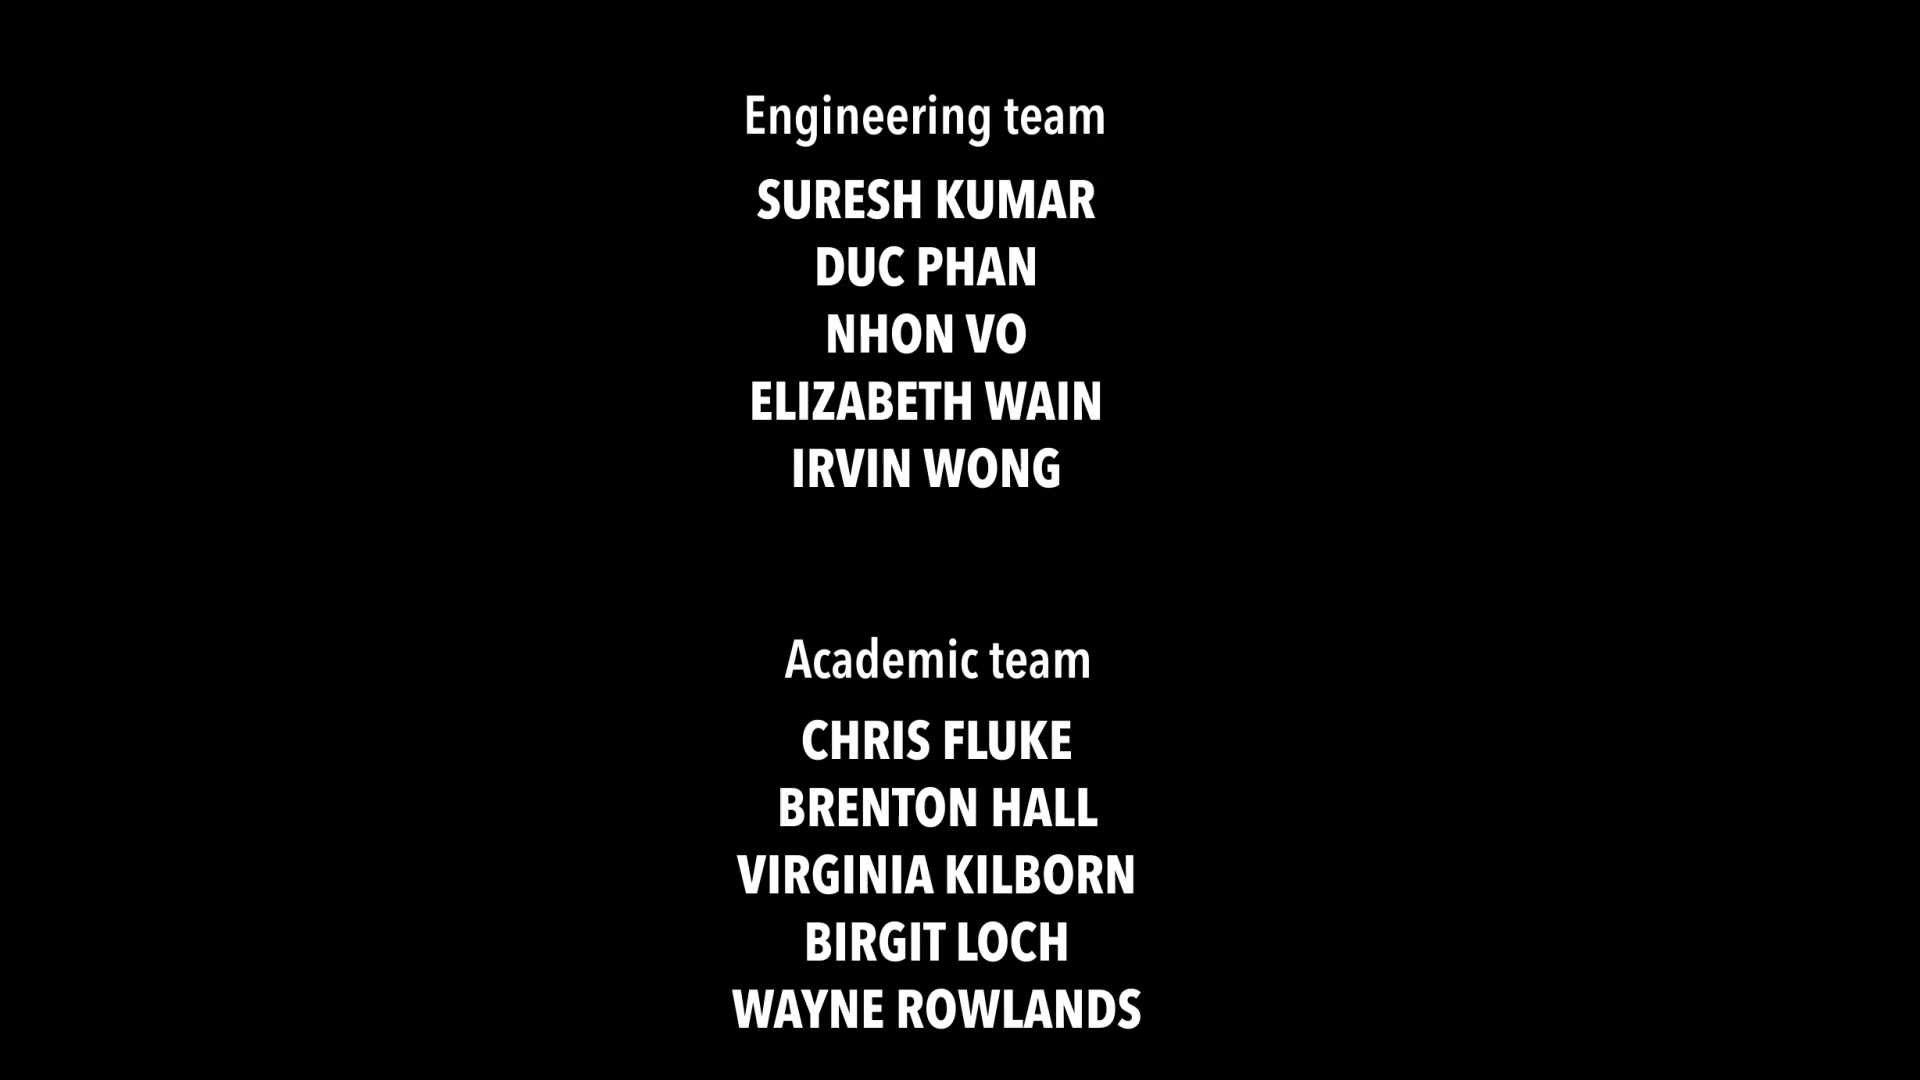 Engineering team
SURESH KUMAR
DUC PHAN
NHON VO
ELIZABETH WAIN
IRVIN WONG
Academic team
CHRIS FLUKE
BRENTON HALL
VIRGINIA KILBORN
BIRGIT LOCH
WAYNE ROWLANDS